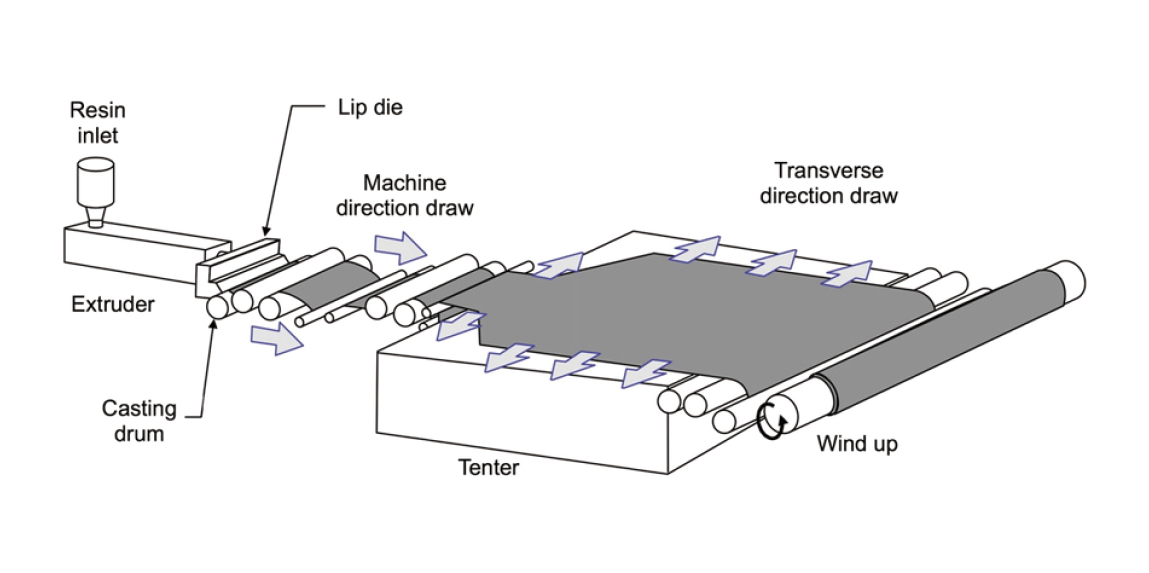 Resin
inlet
Lip die
Machine
direction draw
Transverse
direction draw
Extruder
Casting
drum
Tenter
Wind up